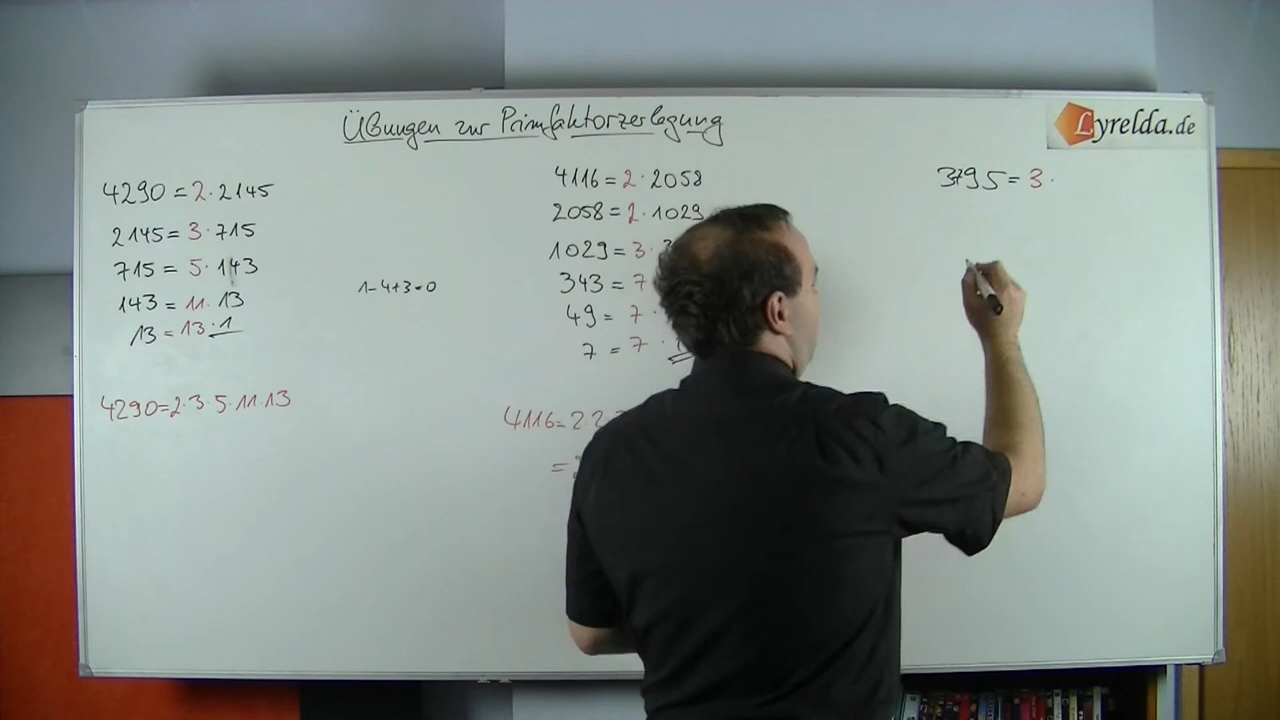 Übungen zur Primfaktorzerlegung
Lyrelda.de
4290 = 2·2145
2145 = 3·715
715 = 5·143
143 = 11·13
13 = 13·1
4290=2·3·5·11·13
1-4+3=0
4116 = 2·2058
2058 = 2·1029
1029 = 3·
343 = 7
49 = 7·
7 = 7·
4116=2·2
=
3795 = 3·